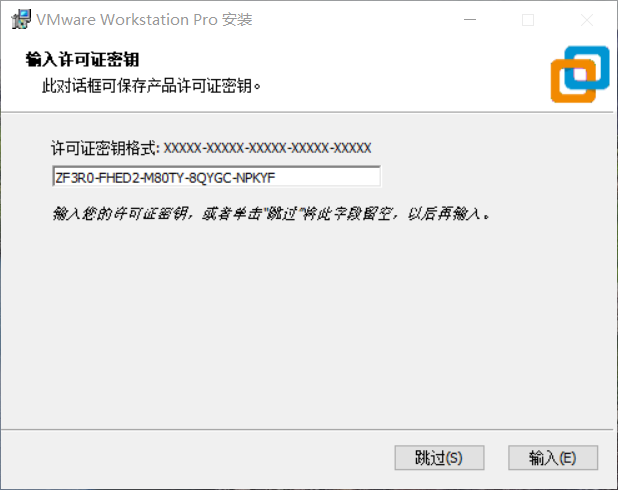 VMware Workstation Pro 安装
输入许可证密钥
此对话框可保存产品许可证密钥。
许可证密钥格式: XXXXX-XXXXX-XXXXX-XXXXX-XXXXX
ZF3R0-FHED2-M80TY-8QYGC-NPKYF
输入您的许可证密钥，或者单击"跳过"将此字段留空，以后再输入。
跳过(S) 输入(E)